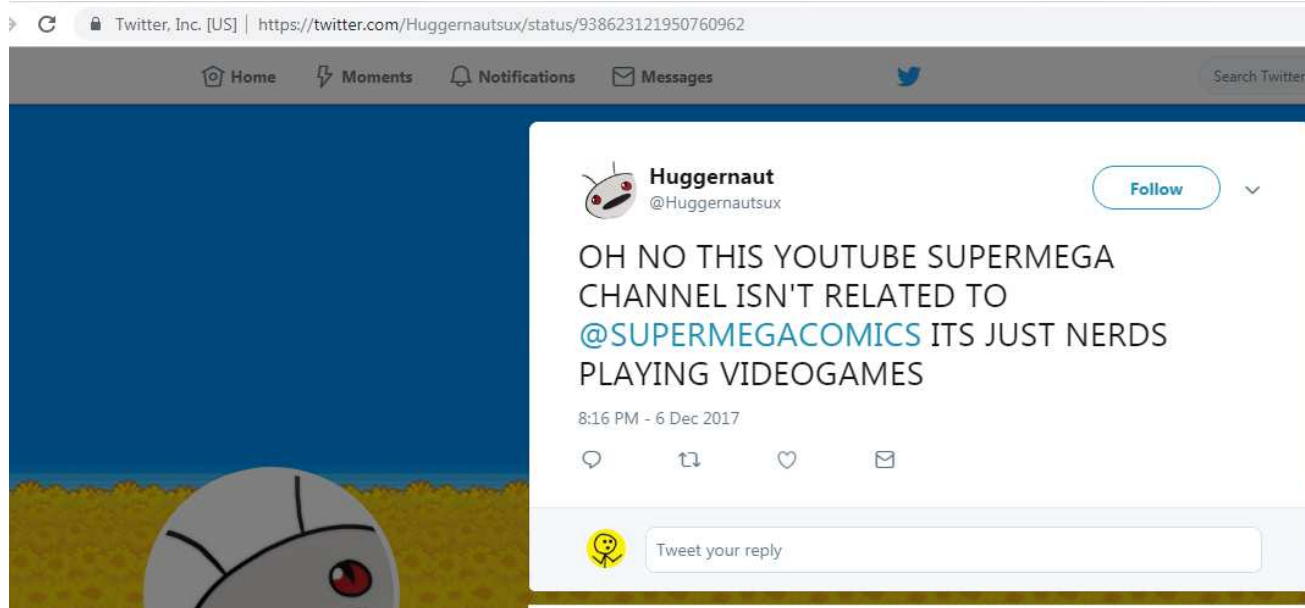 Twitter, Inc. [US] | https://twitter.com/Huggernautsux/status/938623121950760962
Home Moments Notifications Messages Search Twitter
Huggernaut
@Huggernautsux
Follow
OH NO THIS YOUTUBE SUPERMEGA
CHANNEL ISN'T RELATED TO
@SUPERMEGACOMICS ITS JUST NERDS
PLAYING VIDEOGAMES
8:16 PM - 6 Dec 2017
Tweet your reply